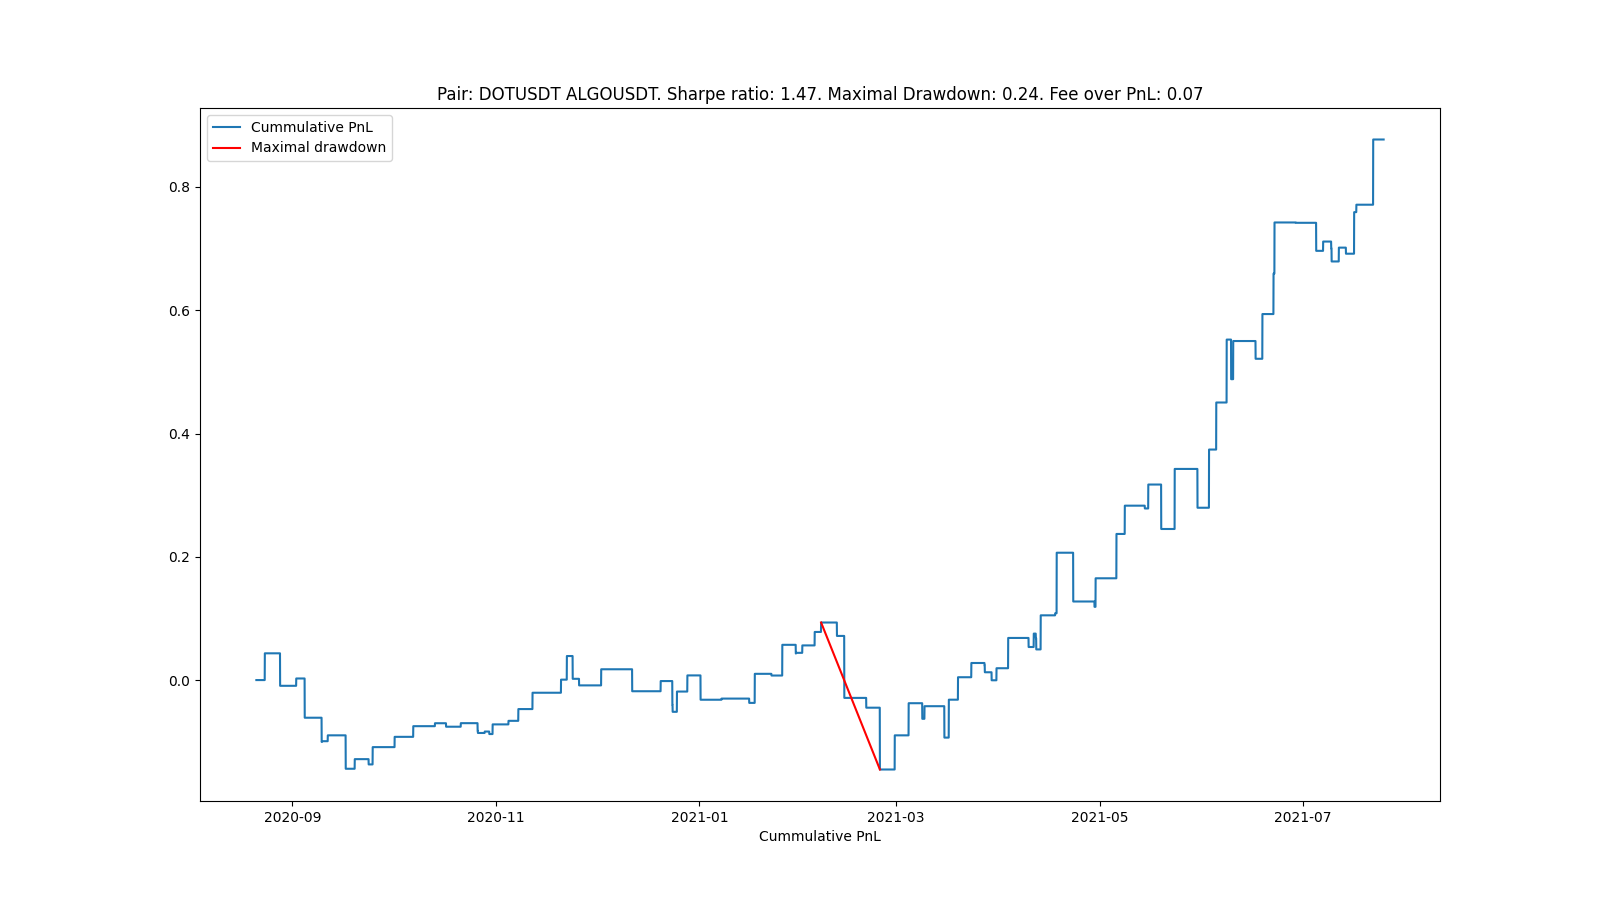 Pair: DOTUSDT ALGOUSDT. Sharpe ratio: 1.47. Maximal Drawdown: 0.24. Fee over PnL: 0.07
Cummulative PnL
Maximal drawdown
0.8
0.6
0.4
0.2
0.0
2020-09 2020-11 2021-01 2021-03 2021-05 2021-07
Cummulative PnL